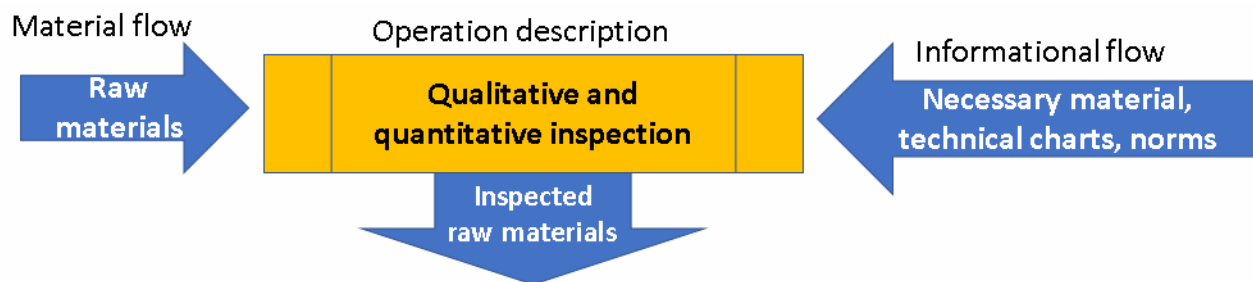 Material flow
Operation description
Informational flow
Raw
materials
Qualitative and
quantitative inspection
Necessary material,
technical charts, norms
Inspected
raw materials